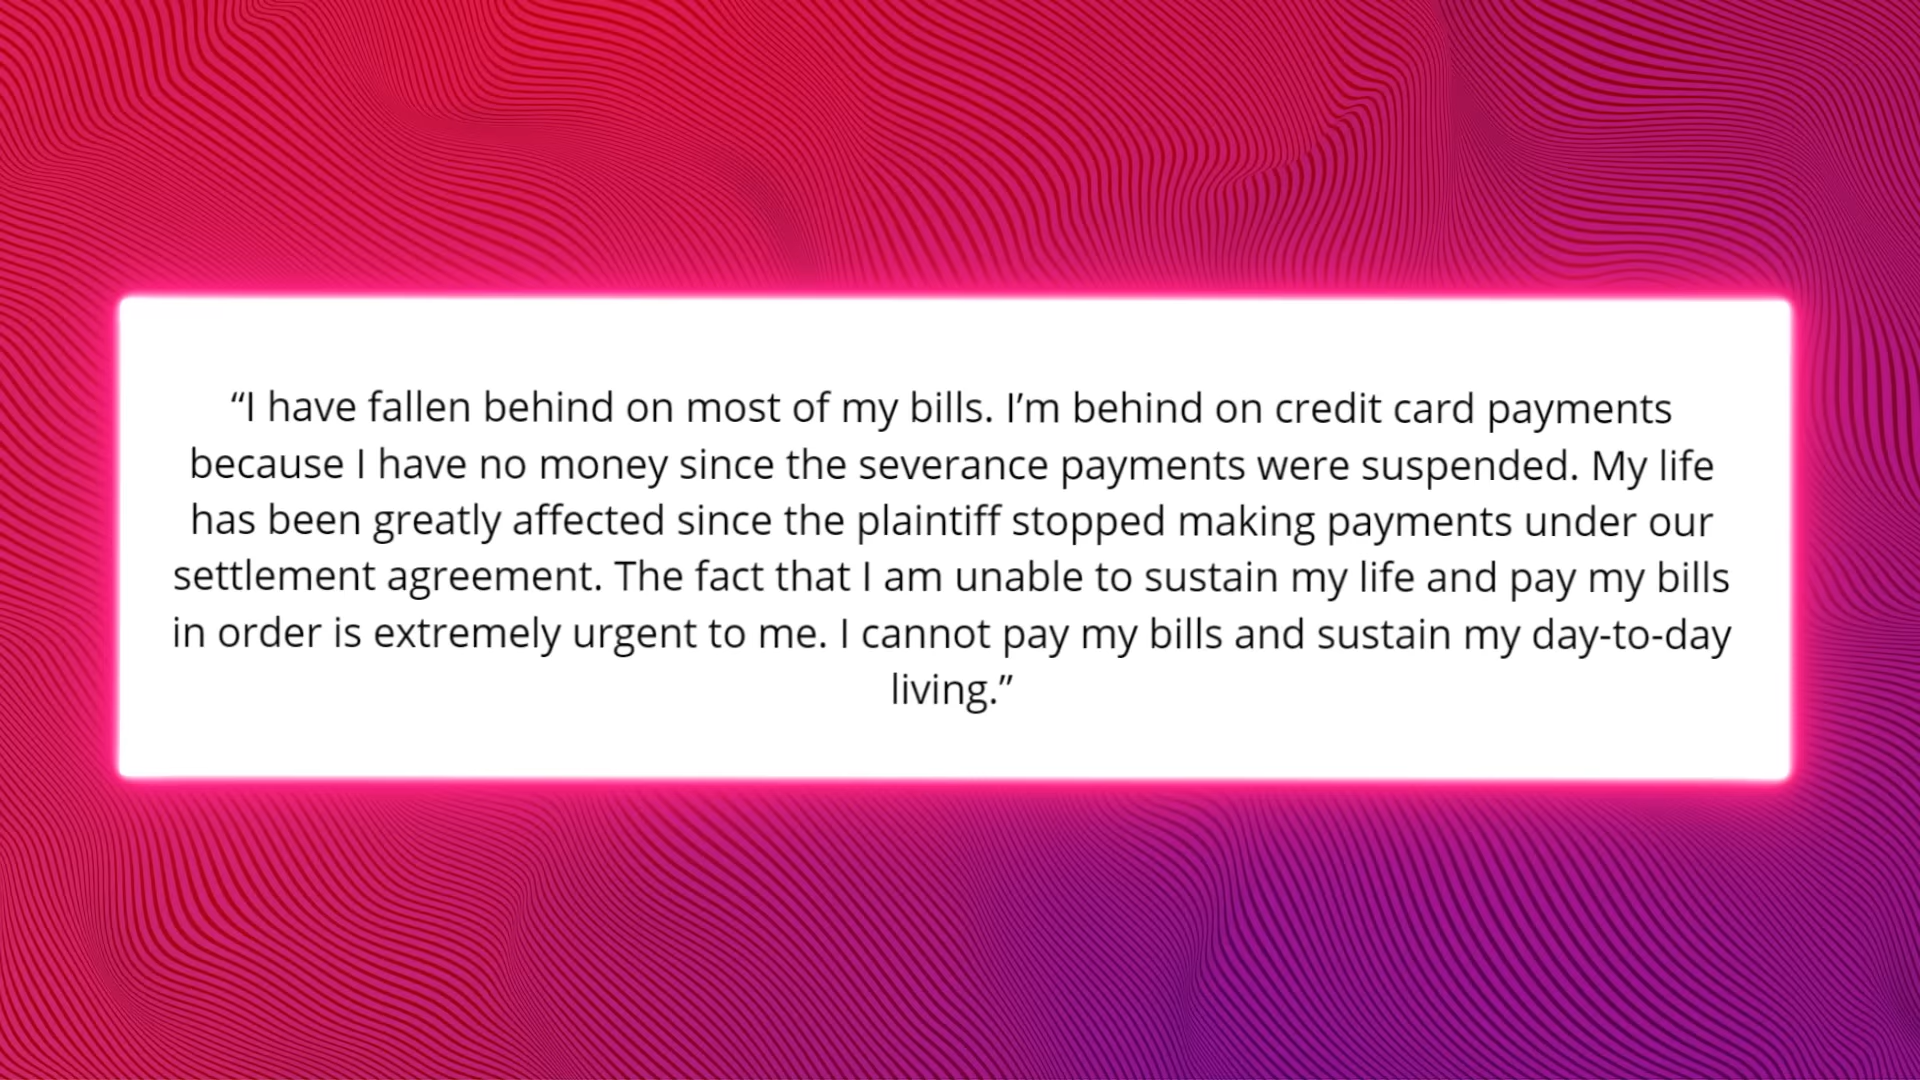 “I have fallen behind on most of my bills. I’m behind on credit card payments
because I have no money since the severance payments were suspended. My life
has been greatly affected since the plaintiff stopped making payments under our
settlement agreement. The fact that I am unable to sustain my life and pay my bills
in order is extremely urgent to me. I cannot pay my bills and sustain my day-to-day
living.”